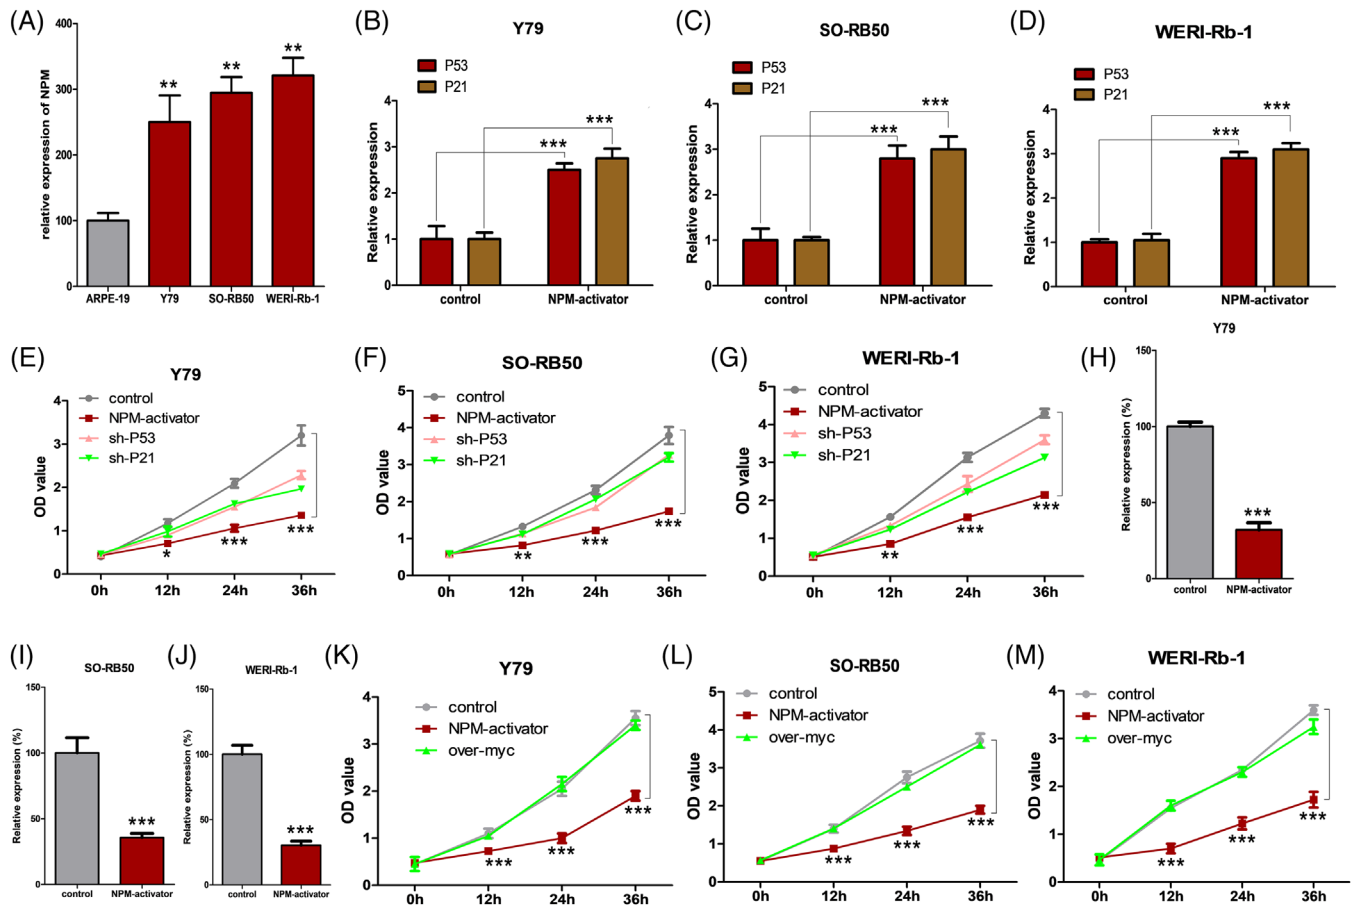 (A)
relative expression of NPM
400
300
200
100
0
**
**
**
ARPE-19 Y79 SO-RB50 WERI-Rb-1
(B)
Y79
P53
P21
Relative expression
4
3
2
1
0
***
***
control NPM-activator
(C)
SO-RB50
P53
P21
Relative expression
4
3
2
1
0
***
***
control NPM-activator
(D)
WERI-Rb-1
P53
P21
Relative expression
4
3
2
1
0
***
***
control NPM-activator
(E)
Y79
control
NPM-activator
sh-P53
sh-P21
OD value
4
3
2
1
0
*
***
***
0h 12h 24h 36h
(F)
SO-RB50
control
NPM-activator
sh-P53
sh-P21
OD value
5
4
3
2
1
0
**
***
***
0h 12h 24h 36h
(G)
WERI-Rb-1
control
NPM-activator
sh-P53
sh-P21
OD value
5
4
3
2
1
0
**
***
***
0h 12h 24h 36h
(H)
Y79
Relative expression (%)
150
100
50
0
***
control NPM-activator
(I)
SO-RB50
Relative expression (%)
150
100
50
0
***
control NPM-activator
(J)
WERI-Rb-1
Relative expression (%)
150
100
50
0
***
control NPM-activator
(K)
Y79
control
NPM-activator
over-myc
OD value
4
3
2
1
0
***
***
***
0h 12h 24h 36h
(L)
SO-RB50
control
NPM-activator
over-myc
OD value
5
4
3
2
1
0
***
***
***
0h 12h 24h 36h
(M)
WERI-Rb-1
control
NPM-activator
over-myc
OD value
4
3
2
1
0
***
***
***
0h 12h 24h 36h